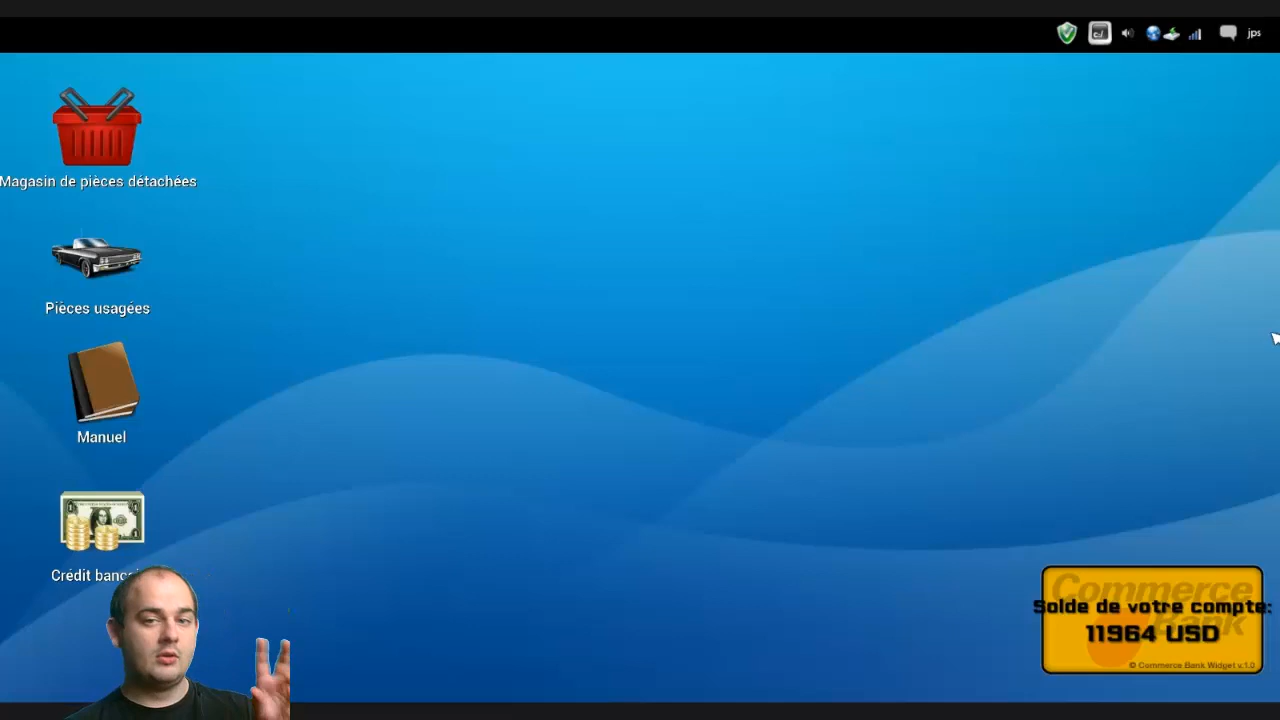 c:/
jps
Magasin de pièces détachées
Pièces usagées
Manuel
Crédit banc
Commerce
Bank
Solde de votre compte:
11964 USD
© Commerce Bank Widget v.1.0